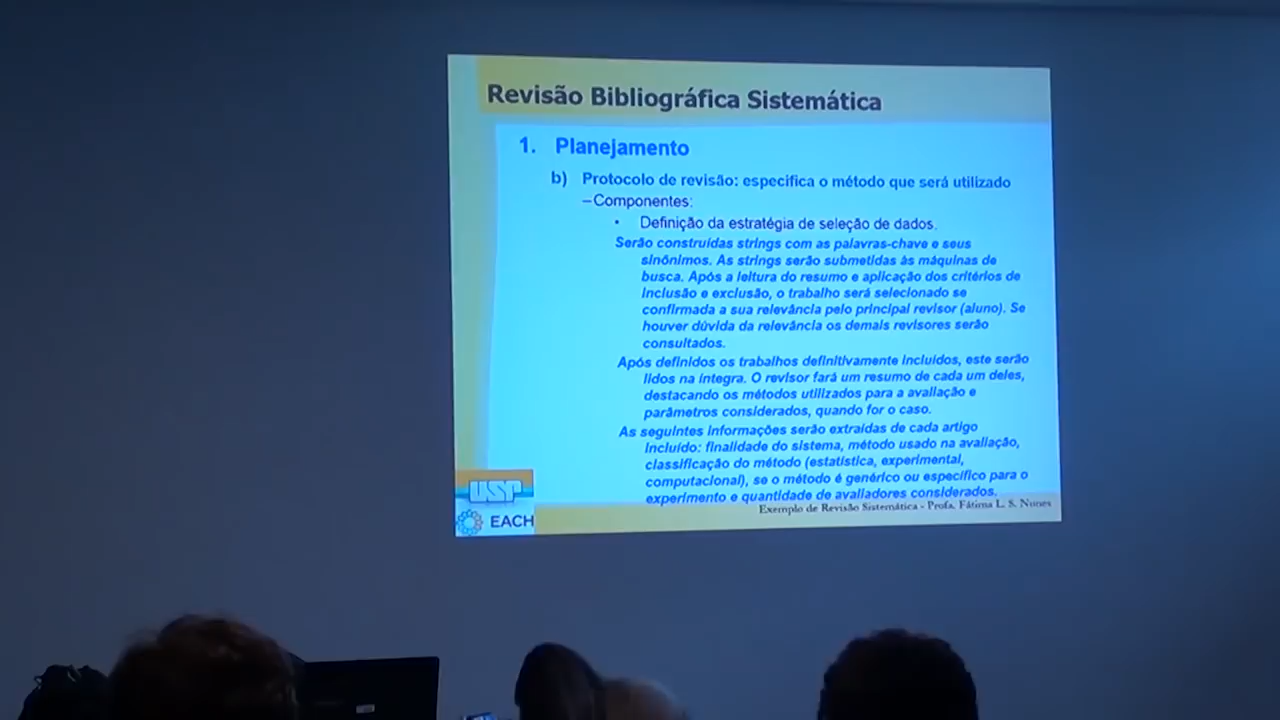 Revisão Bibliográfica Sistemática
1. Planejamento
b) Protocolo de revisão: especifica o método que será utilizado
–Componentes:
• Definição da estratégia de seleção de dados.
Serão construídas strings com as palavras-chave e seus
sinônimos. As strings serão submetidas às máquinas de
busca. Após a leitura do resumo e aplicação dos critérios de
inclusão e exclusão, o trabalho será selecionado se
confirmada a sua relevância pelo principal revisor (aluno). Se
houver dúvida da relevância os demais revisores serão
consultados.
Após definidos os trabalhos definitivamente incluídos, este serão
lidos na íntegra. O revisor fará um resumo de cada um deles,
destacando os métodos utilizados para a avaliação e
parâmetros considerados, quando for o caso.
As seguintes informações serão extraídas de cada artigo
incluído: finalidade do sistema, método usado na avaliação,
classificação do método (estatística, experimental,
computacional), se o método é genérico ou específico para o
experimento e quantidade de avaliadores considerados.
Exemplo de Revisão Sistemática - Profa. Fátima L. S. Nunes
USP
EACH